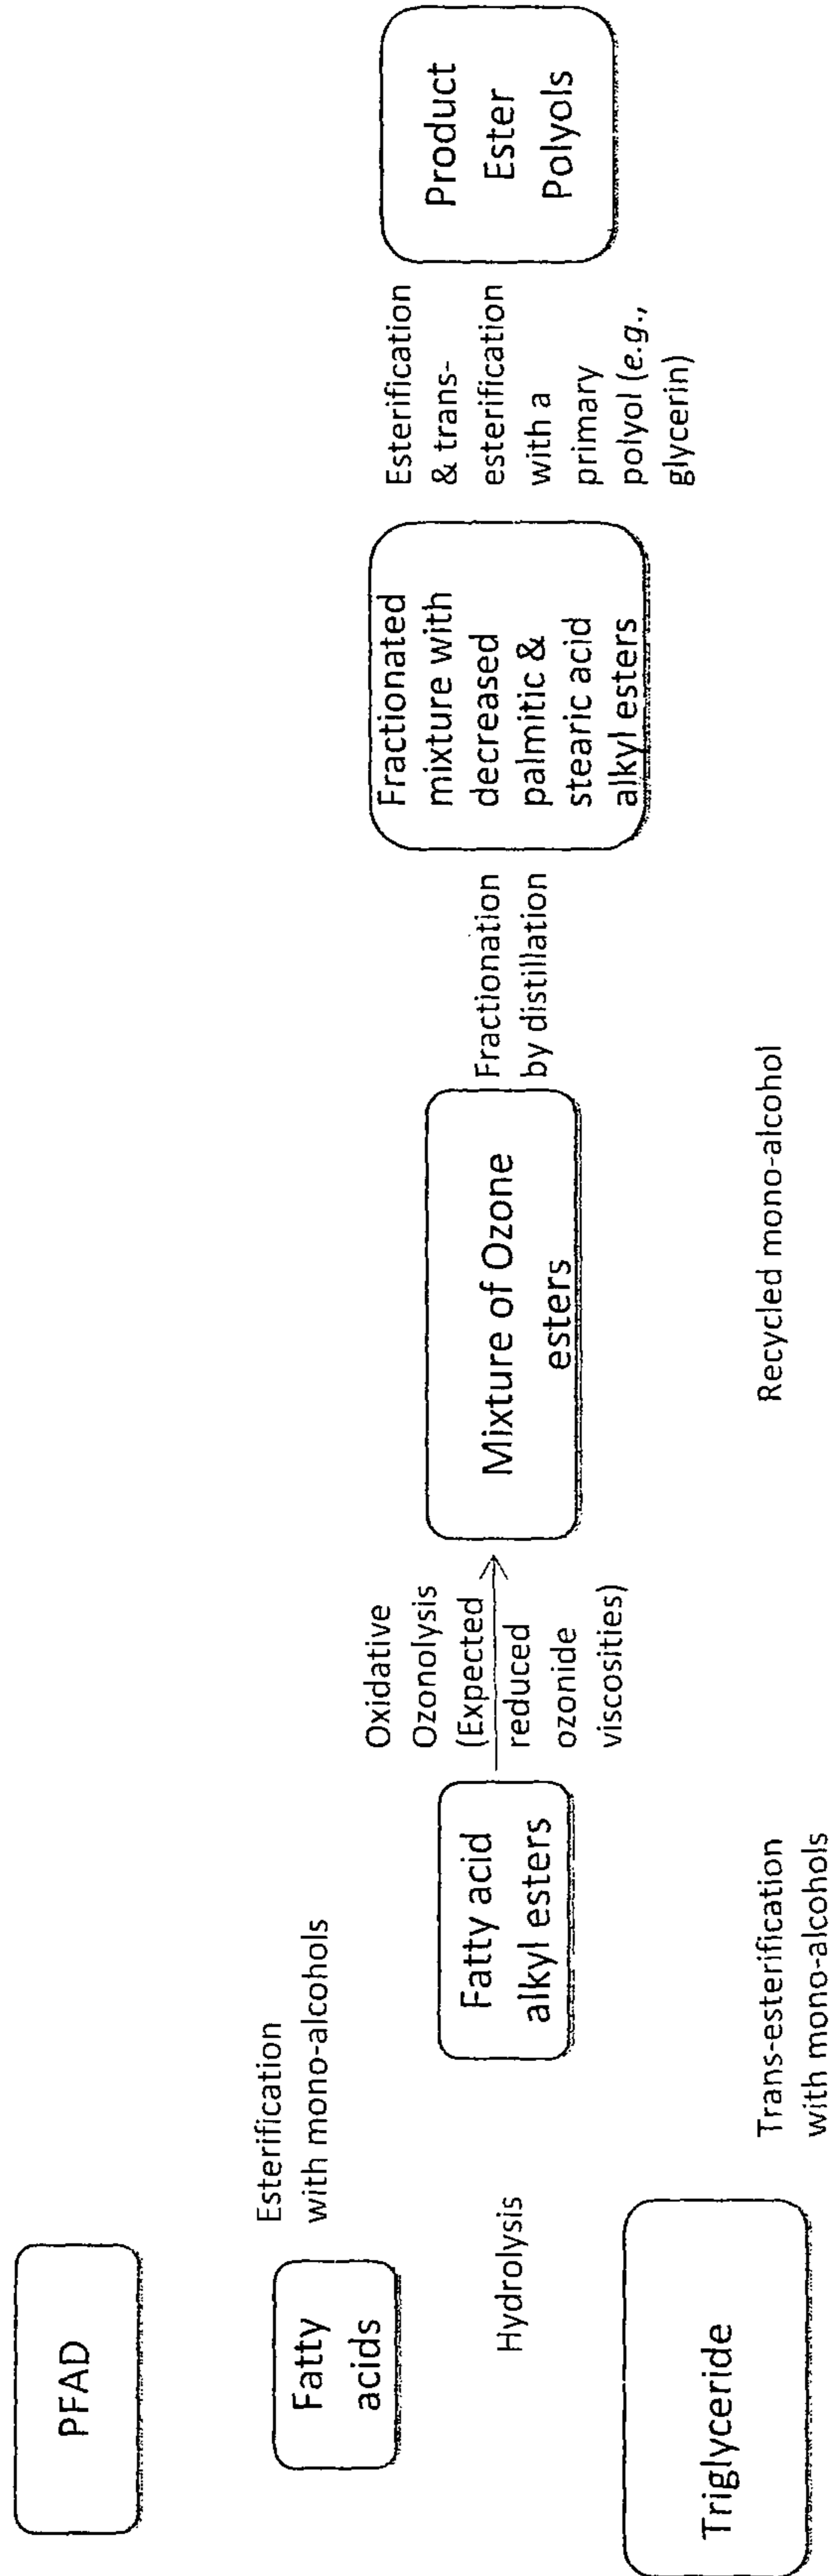 PFAD
Fatty
acids
Esterification
with mono-alcohols
Hydrolysis
Triglyceride
Trans-esterification
with mono-alcohols
Fatty acid
alkyl esters
Oxidative
Ozonolysis
(Expected
reduced
ozonide
viscosities)
Mixture of Ozone
esters
Recycled mono-alcohol
Fractionation
by distillation
Fractionated
mixture with
decreased
palmitic &
stearic acid
alkyl esters
Esterification
& trans-
esterification
with a
primary
polyol (e.g.,
glycerin)
Product
Ester
Polyols